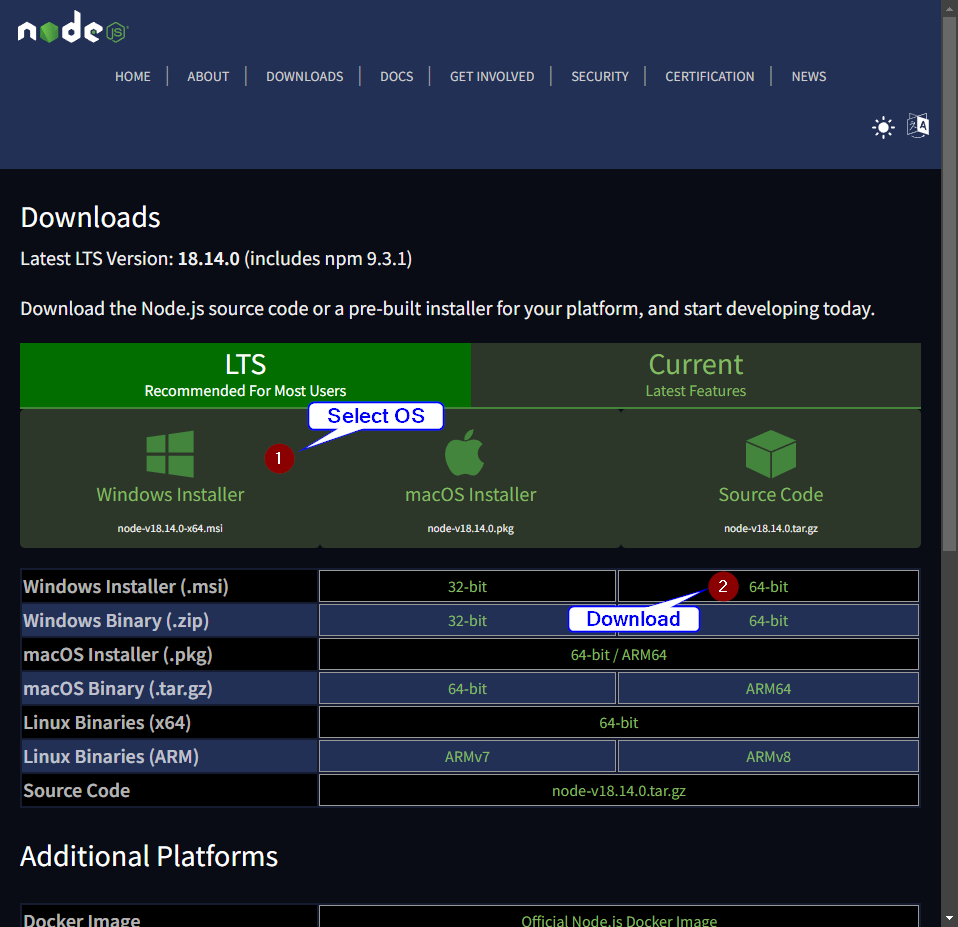 node JS
HOME ABOUT DOWNLOADS DOCS GET INVOLVED SECURITY CERTIFICATION NEWS
A
Downloads
Latest LTS Version: 18.14.0 (includes npm 9.3.1)
Download the Node.js source code or a pre-built installer for your platform, and start developing today.
LTS
Recommended For Most Users
Current
Latest Features
Select OS
1
Windows Installer
node-v18.14.0-x64.msi
macOS Installer
node-v18.14.0.pkg
Source Code
node-v18.14.0.tar.gz
Windows Installer (.msi) 32-bit 2 64-bit
Download
Windows Binary (.zip) 32-bit 64-bit
macOS Installer (.pkg) 64-bit / ARM64
macOS Binary (.tar.gz) 64-bit ARM64
Linux Binaries (x64) 64-bit
Linux Binaries (ARM) ARMv7 ARMv8
Source Code node-v18.14.0.tar.gz
Additional Platforms
Docker Image Official Node.js Docker Image